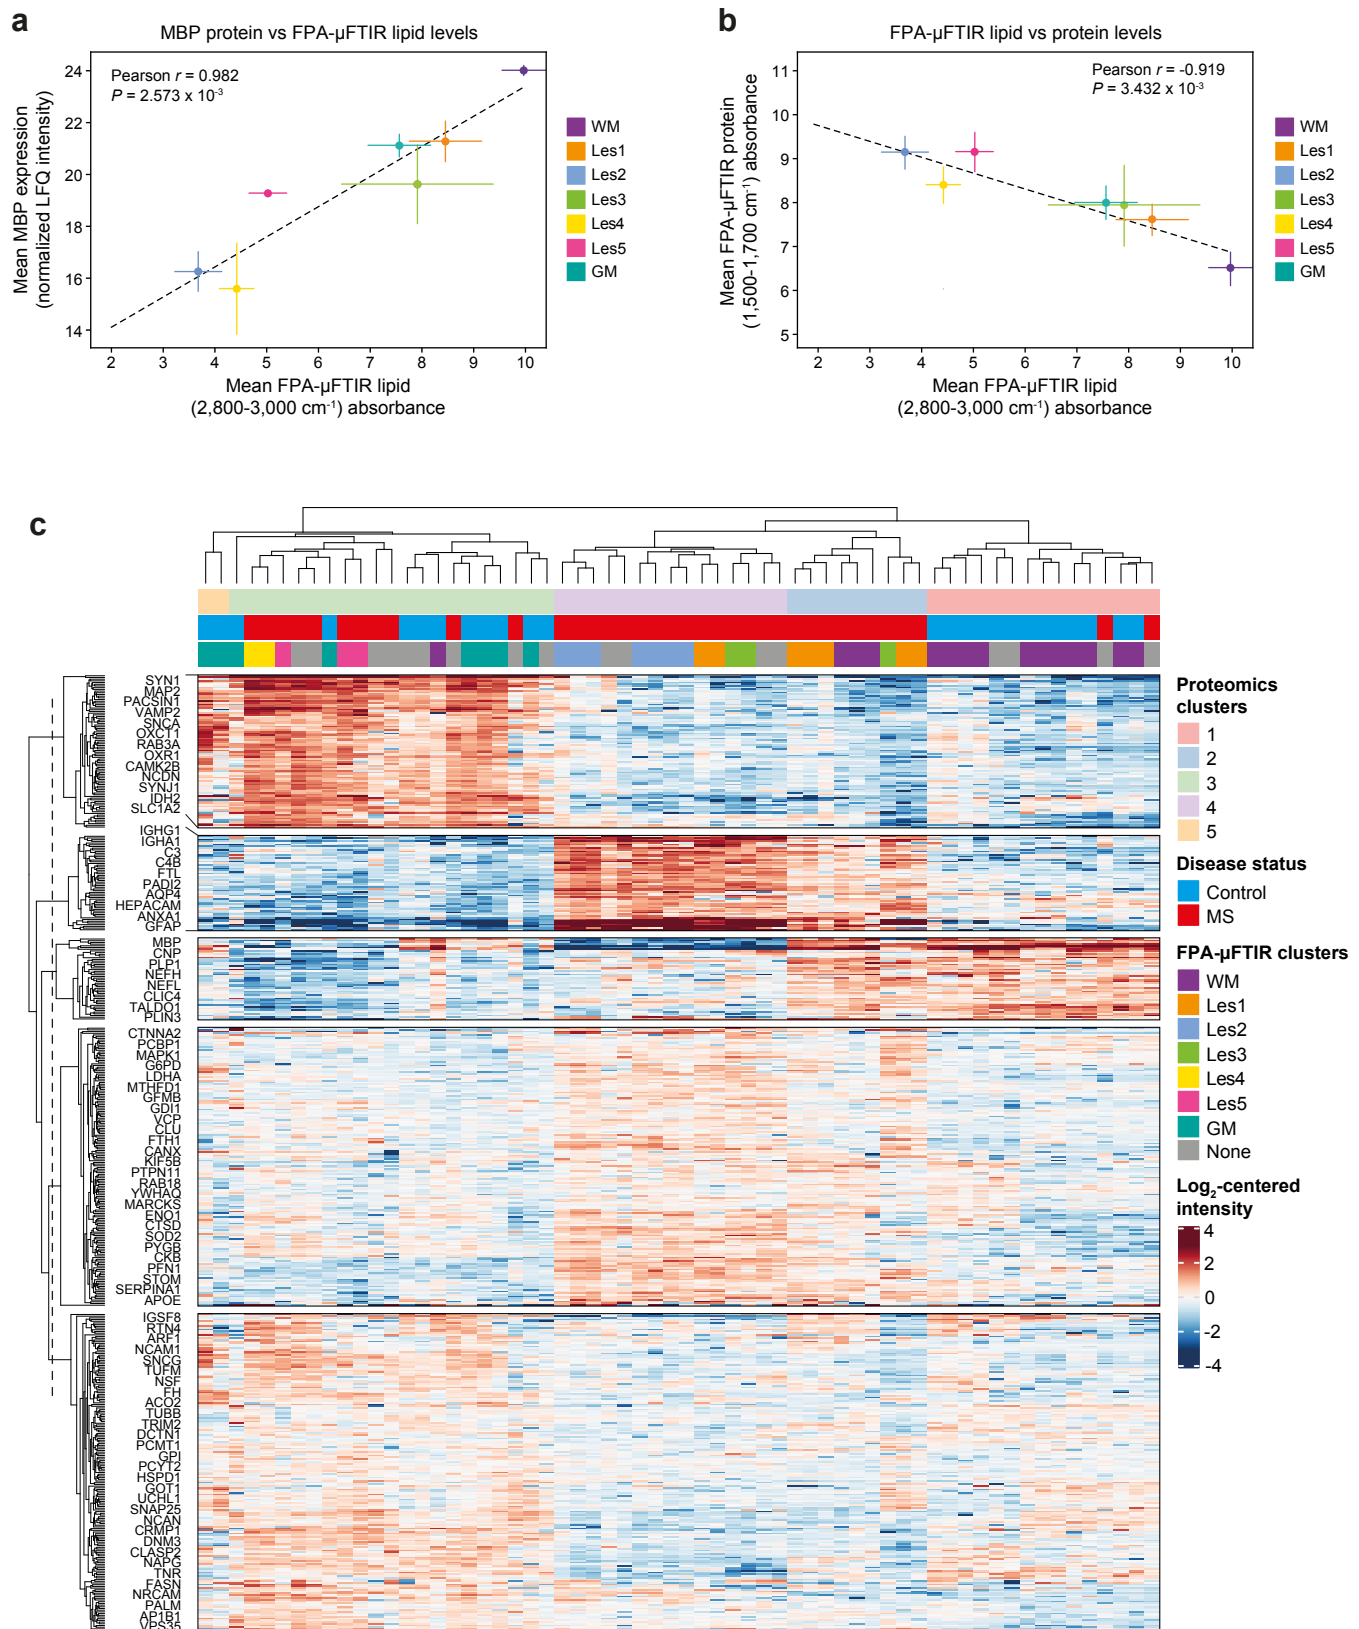 a
MBP protein vs FPA-µFTIR lipid levels
Pearson r = 0.982
P = 2.573 x 10-3
Mean MBP expression
(normalized LFQ intensity)
24
22
20
18
16
14
2 3 4 5 6 7 8 9 10
Mean FPA-µFTIR lipid
(2,800-3,000 cm-1) absorbance
WM
Les1
Les2
Les3
Les4
Les5
GM
b
FPA-µFTIR lipid vs protein levels
Pearson r = -0.919
P = 3.432 x 10-3
Mean FPA-µFTIR protein
(1,500-1,700 cm-1) absorbance
11
10
9
8
7
6
5
2 3 4 5 6 7 8 9 10
Mean FPA-µFTIR lipid
(2,800-3,000 cm-1) absorbance
WM
Les1
Les2
Les3
Les4
Les5
GM
c
SYN1
MAP2
PACSIN1
VAMP2
SNCA
OXCT1
RAB3A
OXR1
CAMK2B
NCDN
SYNJ1
IDH2
SLC1A2
IGHG1
IGHA1
C3
C4B
FTL
PADI2
AQP4
HEPACAM
ANXA1
GFAP
MBP
CNP
PLP1
NEFH
NEFL
CLIC4
TALDO1
PLIN3
CTNNA2
PCBP1
MAPK1
G6PD
LDHA
MTHFD1
GFMB
GDI1
VCP
CLU
FTH1
CANX
KIF5B
PTPN11
RAB18
YWHAQ
MARCKS
ENO1
CTSD
SOD2
PYGB
CKB
PFN1
STOM
SERPINA1
APOE
IGSF8
RTN4
ARF1
NCAM1
SNCG
TUFM
NSF
FH
ACO2
TUBB
TRIM2
DCTN1
PCMT1
GPI
PCYT2
HSPD1
GOT1
UCHL1
SNAP25
NCAN
CRMP1
DNM3
CLASP2
NAPG
TNR
FASN
NRCAM
PALM
AP1B1
VPS35
Proteomics
clusters
1
2
3
4
5
Disease status
Control
MS
FPA-µFTIR clusters
WM
Les1
Les2
Les3
Les4
Les5
GM
None
Log2-centered
intensity
4
2
0
-2
-4